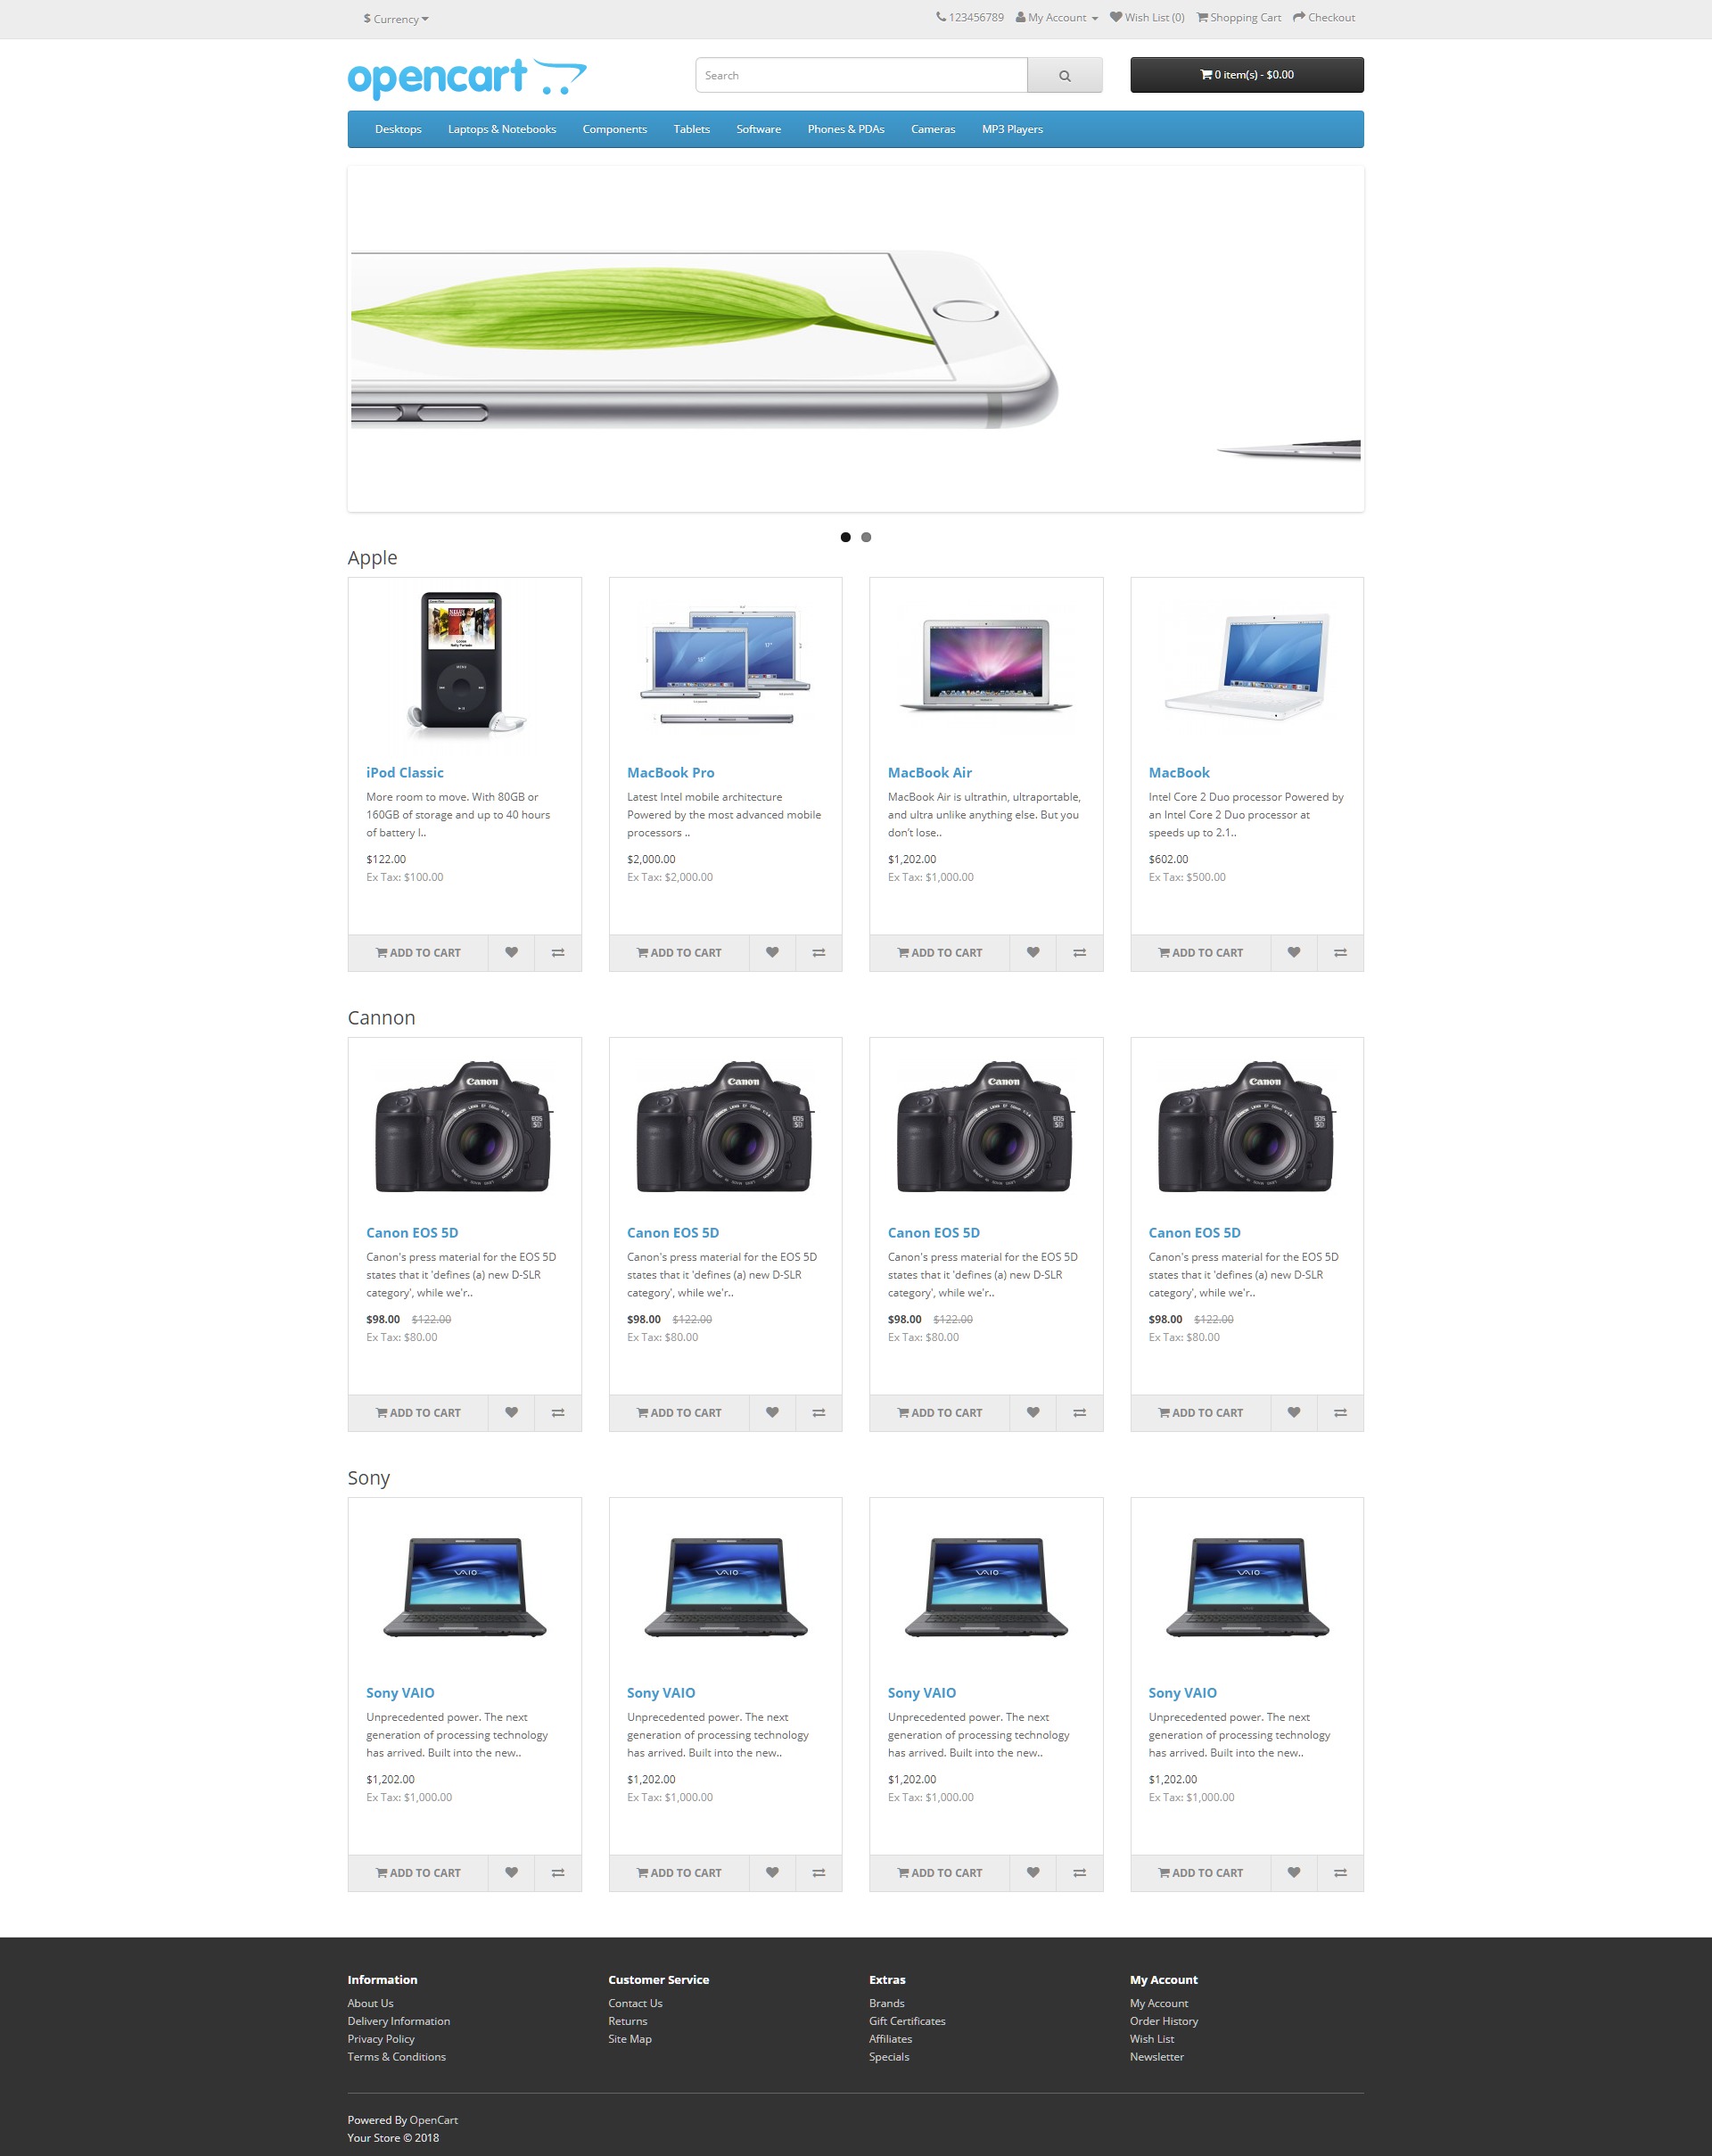 $ Currency
123456789 My Account Wish List (0) Shopping Cart Checkout
opencart
Search
0 item(s) - $0.00
Desktops Laptops & Notebooks Components Tablets Software Phones & PDAs Cameras MP3 Players
Apple
MENU
iPod Classic
More room to move. With 80GB or
160GB of storage and up to 40 hours
of battery l..
$122.00
Ex Tax: $100.00
ADD TO CART
MacBook Pro
Latest Intel mobile architecture
Powered by the most advanced mobile
processors ..
$2,000.00
Ex Tax: $2,000.00
ADD TO CART
MacBook Air
MacBook Air is ultrathin, ultraportable,
and ultra unlike anything else. But you
don't lose..
$1,202.00
Ex Tax: $1,000.00
ADD TO CART
MacBook
Intel Core 2 Duo processor Powered by
an Intel Core 2 Duo processor at
speeds up to 2.1..
$602.00
Ex Tax: $500.00
ADD TO CART
Cannon
Canon
EOS
5D
Canon EOS 5D
Canon's press material for the EOS 5D
states that it 'defines (a) new D-SLR
category', while we'r..
$98.00 $122.00
Ex Tax: $80.00
ADD TO CART
Canon
EOS
5D
Canon EOS 5D
Canon's press material for the EOS 5D
states that it 'defines (a) new D-SLR
category', while we'r..
$98.00 $122.00
Ex Tax: $80.00
ADD TO CART
Canon
EOS
5D
Canon EOS 5D
Canon's press material for the EOS 5D
states that it 'defines (a) new D-SLR
category', while we'r..
$98.00 $122.00
Ex Tax: $80.00
ADD TO CART
Canon
EOS
5D
Canon EOS 5D
Canon's press material for the EOS 5D
states that it 'defines (a) new D-SLR
category', while we'r..
$98.00 $122.00
Ex Tax: $80.00
ADD TO CART
Sony
VAIO
Sony VAIO
Unprecedented power. The next
generation of processing technology
has arrived. Built into the new..
$1,202.00
Ex Tax: $1,000.00
ADD TO CART
VAIO
Sony VAIO
Unprecedented power. The next
generation of processing technology
has arrived. Built into the new..
$1,202.00
Ex Tax: $1,000.00
ADD TO CART
VAIO
Sony VAIO
Unprecedented power. The next
generation of processing technology
has arrived. Built into the new..
$1,202.00
Ex Tax: $1,000.00
ADD TO CART
VAIO
Sony VAIO
Unprecedented power. The next
generation of processing technology
has arrived. Built into the new..
$1,202.00
Ex Tax: $1,000.00
ADD TO CART
Information
About Us
Delivery Information
Privacy Policy
Terms & Conditions
Customer Service
Contact Us
Returns
Site Map
Extras
Brands
Gift Certificates
Affiliates
Specials
My Account
My Account
Order History
Wish List
Newsletter
Powered By OpenCart
Your Store © 2018